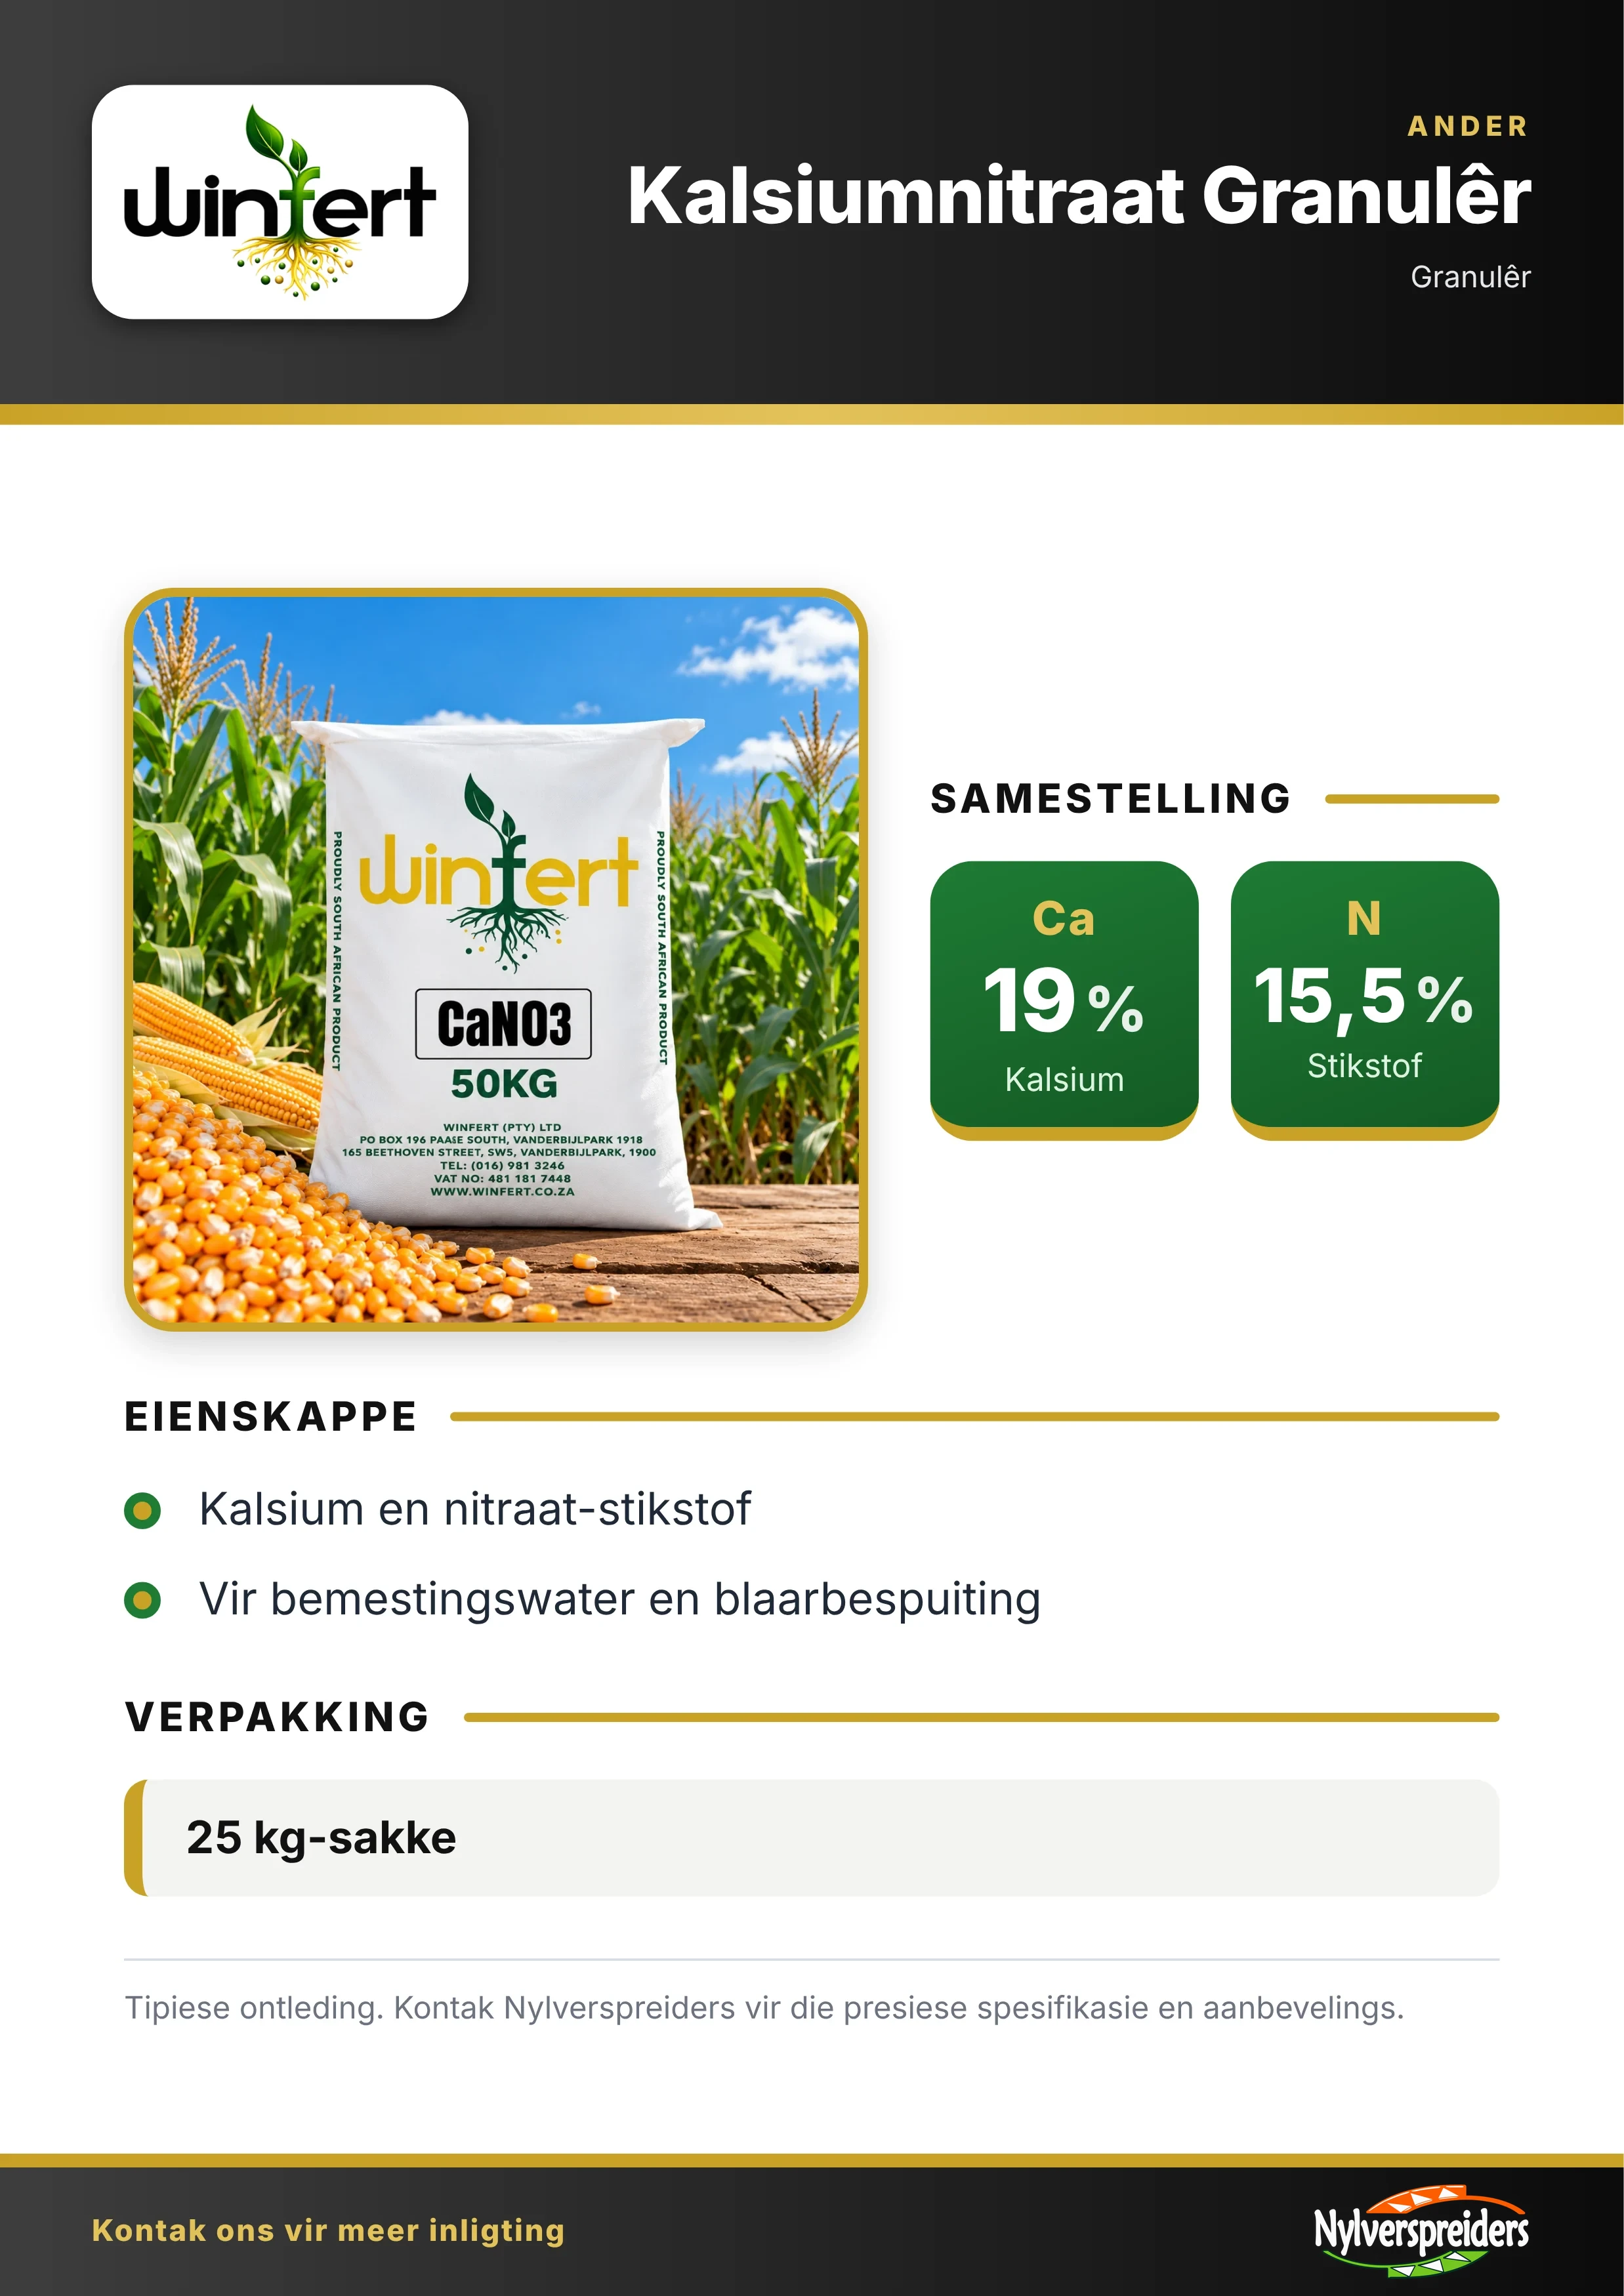 winfert
ANDER
Kalsiumnitraat Granulêr
Granulêr
winfert
PROUDLY SOUTH AFRICAN PRODUCT
PROUDLY SOUTH AFRICAN PRODUCT
CaNO3
50KG
WINFERT (PTY) LTD
PO BOX 196 PAASE SOUTH, VANDERBIJLPARK 1918
165 BEETHOVEN STREET, SW5, VANDERBIJLPARK, 1900
TEL: (016) 981 3246
VAT NO: 481 181 7448
WWW.WINFERT.CO.ZA
SAMESTELLING
Ca
19%
Kalsium
N
15,5%
Stikstof
EIENSKAPPE
Kalsium en nitraat-stikstof
Vir bemestingswater en blaarbespuiting
VERPAKKING
25 kg-sakke
Tipiese ontleding. Kontak Nylverspreiders vir die presiese spesifikasie en aanbevelings.
Kontak ons vir meer inligting
Nylverspreiders